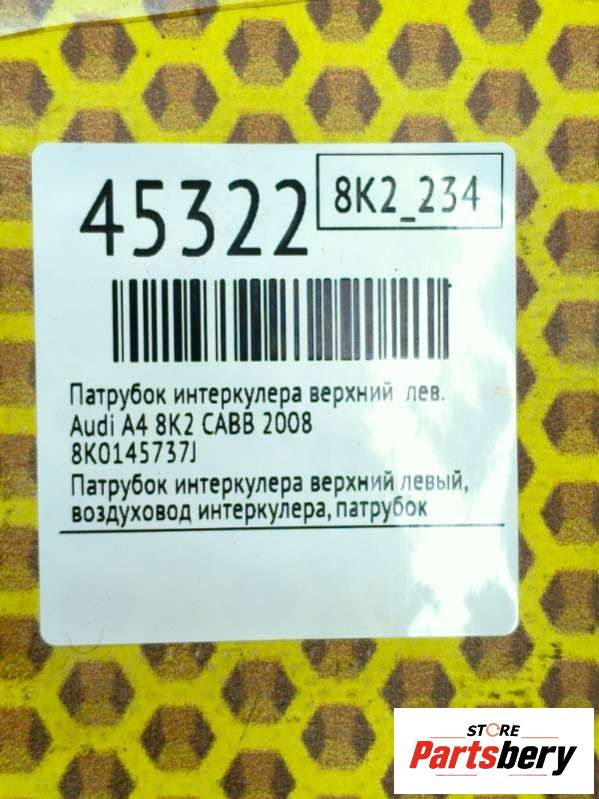 45322
8K2_234
Патрубок интеркулера верхний лев.
Audi A4 8K2 CABB 2008
8K0145737J
Патрубок интеркулера верхний левый,
воздуховод интеркулера, патрубок
STORE
Partsbery